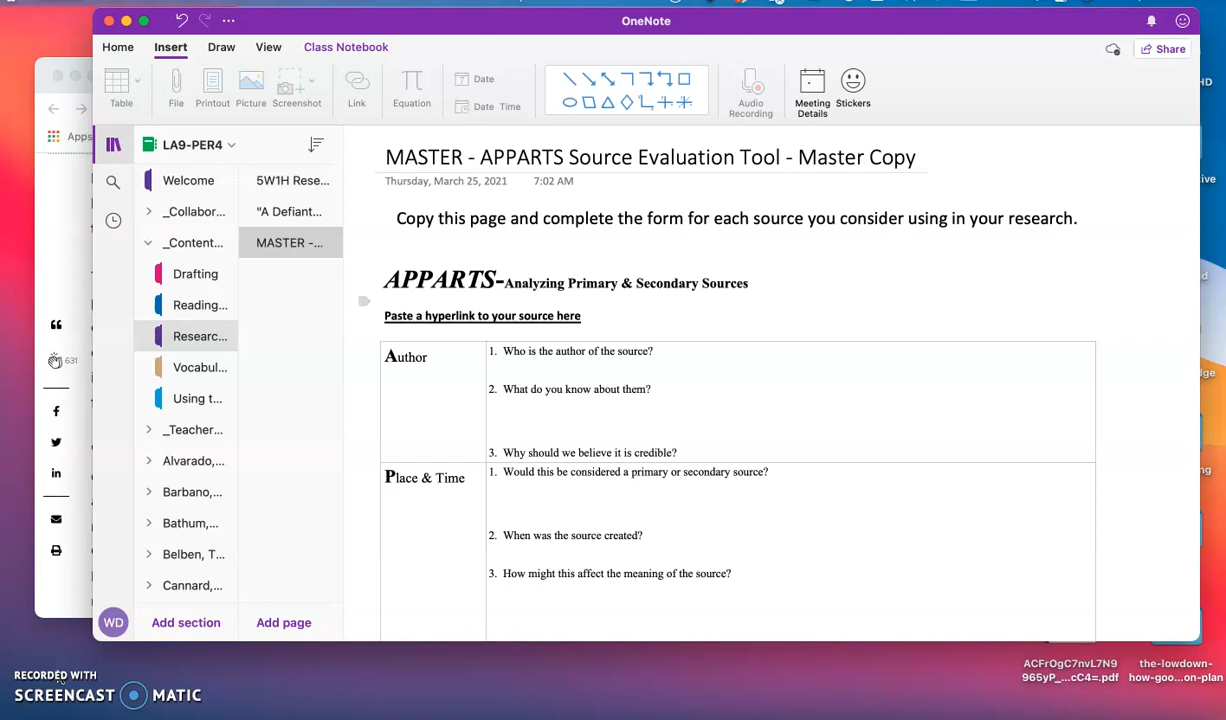 OneNote
Home Insert Draw View Class Notebook
Share
Table File Printout Picture Screenshot Link Equation Date Date Time Audio Recording Meeting Details Stickers
Apps
LA9-PER4
Welcome
_Collabor...
_Content...
Drafting
Reading...
Researc...
Vocabul...
Using t...
_Teacher...
Alvarado,...
Barbano,...
Bathum,...
Belben, T...
Cannard,...
Add section
5W1H Rese...
"A Defiant...
MASTER -...
Add page
WD
631
MASTER - APPARTS Source Evaluation Tool - Master Copy
Thursday, March 25, 2021 7:02 AM
Copy this page and complete the form for each source you consider using in your research.
APPARTS-Analyzing Primary & Secondary Sources
Paste a hyperlink to your source here
Author
1. Who is the author of the source?
2. What do you know about them?
3. Why should we believe it is credible?
Place & Time
1. Would this be considered a primary or secondary source?
2. When was the source created?
3. How might this affect the meaning of the source?
ACFrOgC7nvL7N9
965yP_...cC4=.pdf
the-lowdown-
how-goo...on-plan
RECORDED WITH
SCREENCAST MATIC